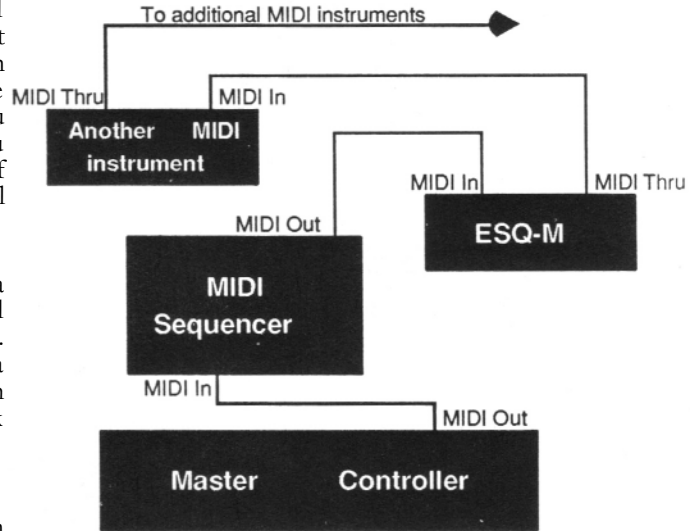 To additional MIDI instruments
MIDI Thru
MIDI In
Another MIDI
instrument
MIDI In
MIDI Thru
MIDI Out
ESQ-M
MIDI
Sequencer
MIDI In
MIDI Out
Master Controller